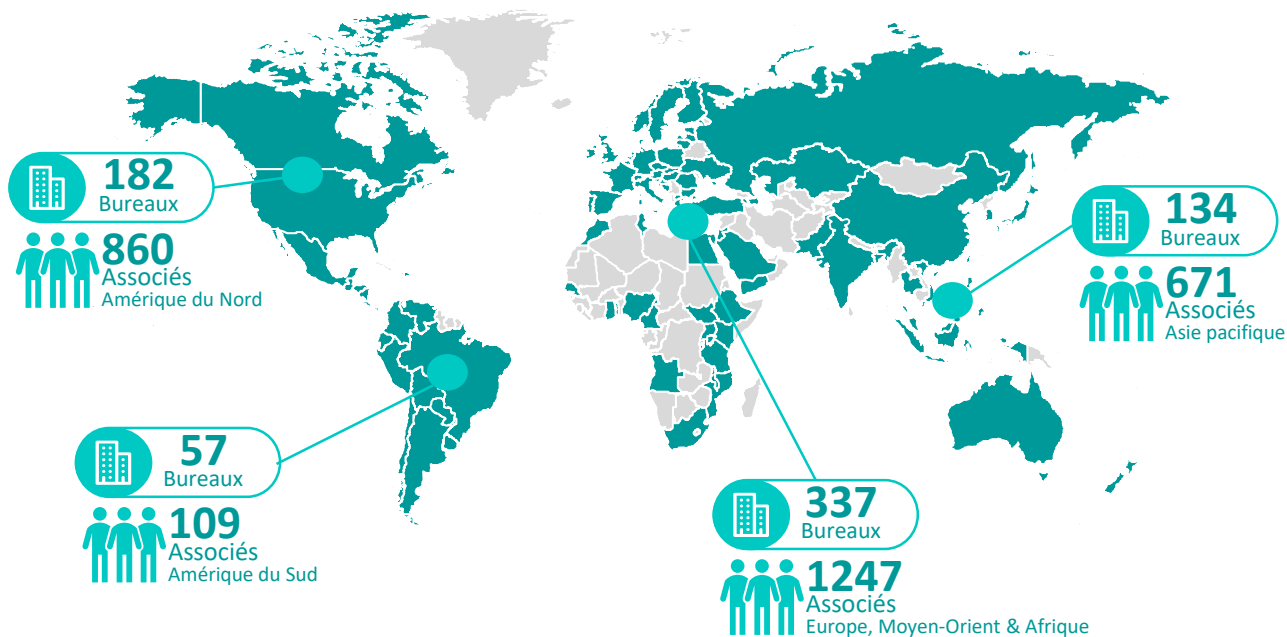 182
Bureaux
860
Associés
Amérique du Nord
134
Bureaux
671
Associés
Asie pacifique
57
Bureaux
109
Associés
Amérique du Sud
337
Bureaux
1247
Associés
Europe, Moyen-Orient & Afrique